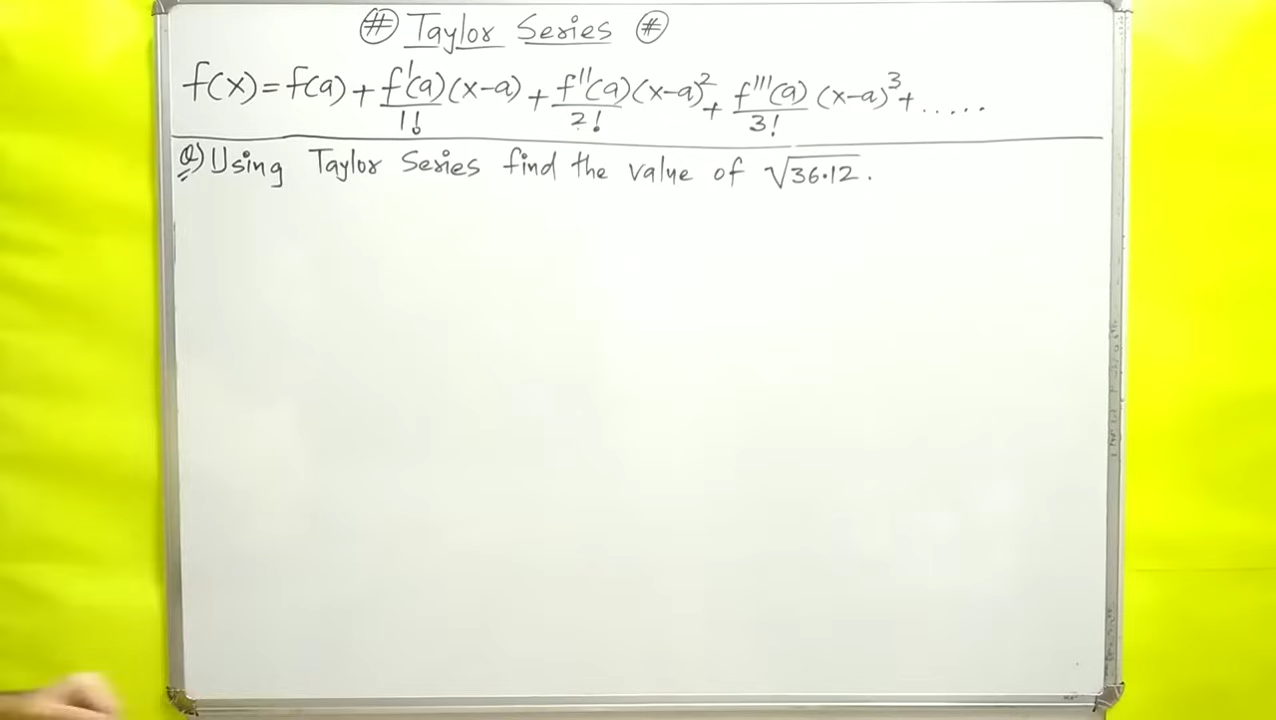 # Taylor Series #
f(x) = f(a) + f'(a)/1! (x-a) + f''(a)/2! (x-a)² + f'''(a)/3! (x-a)³ + .....
Q) Using Taylor Series find the value of √36.12.